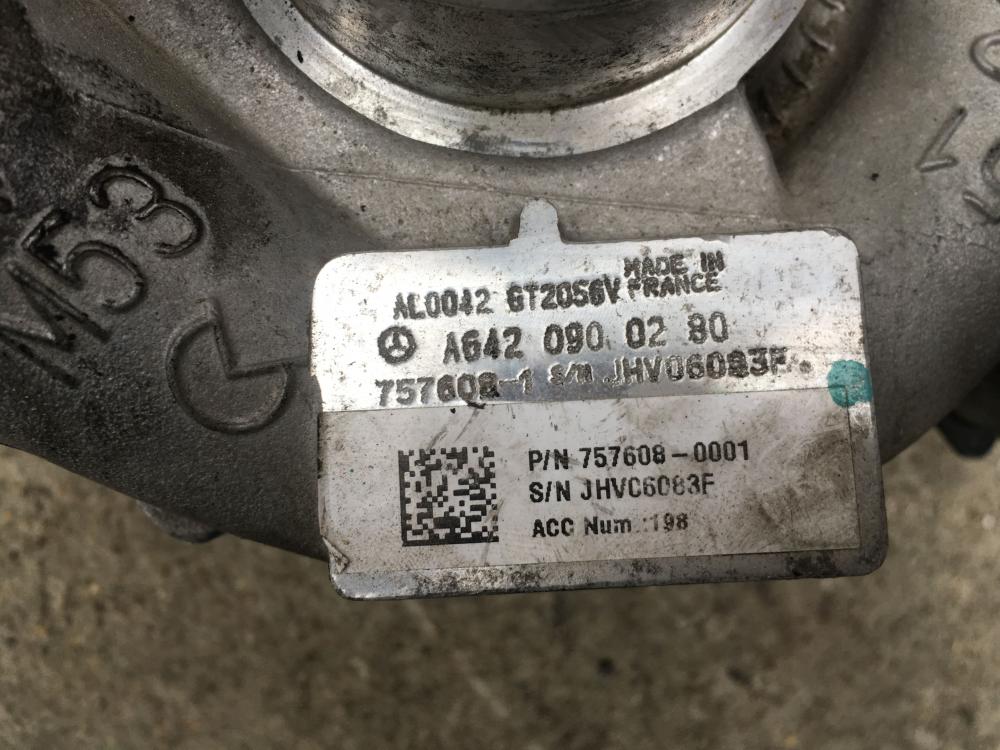 M53
AL0042 GT2056V MADE IN
FRANCE
A642 090 02 80
757608-1 S/N JHV06083F
P/N 757608-0001
S/N JHV06083F
ACC Num.:198